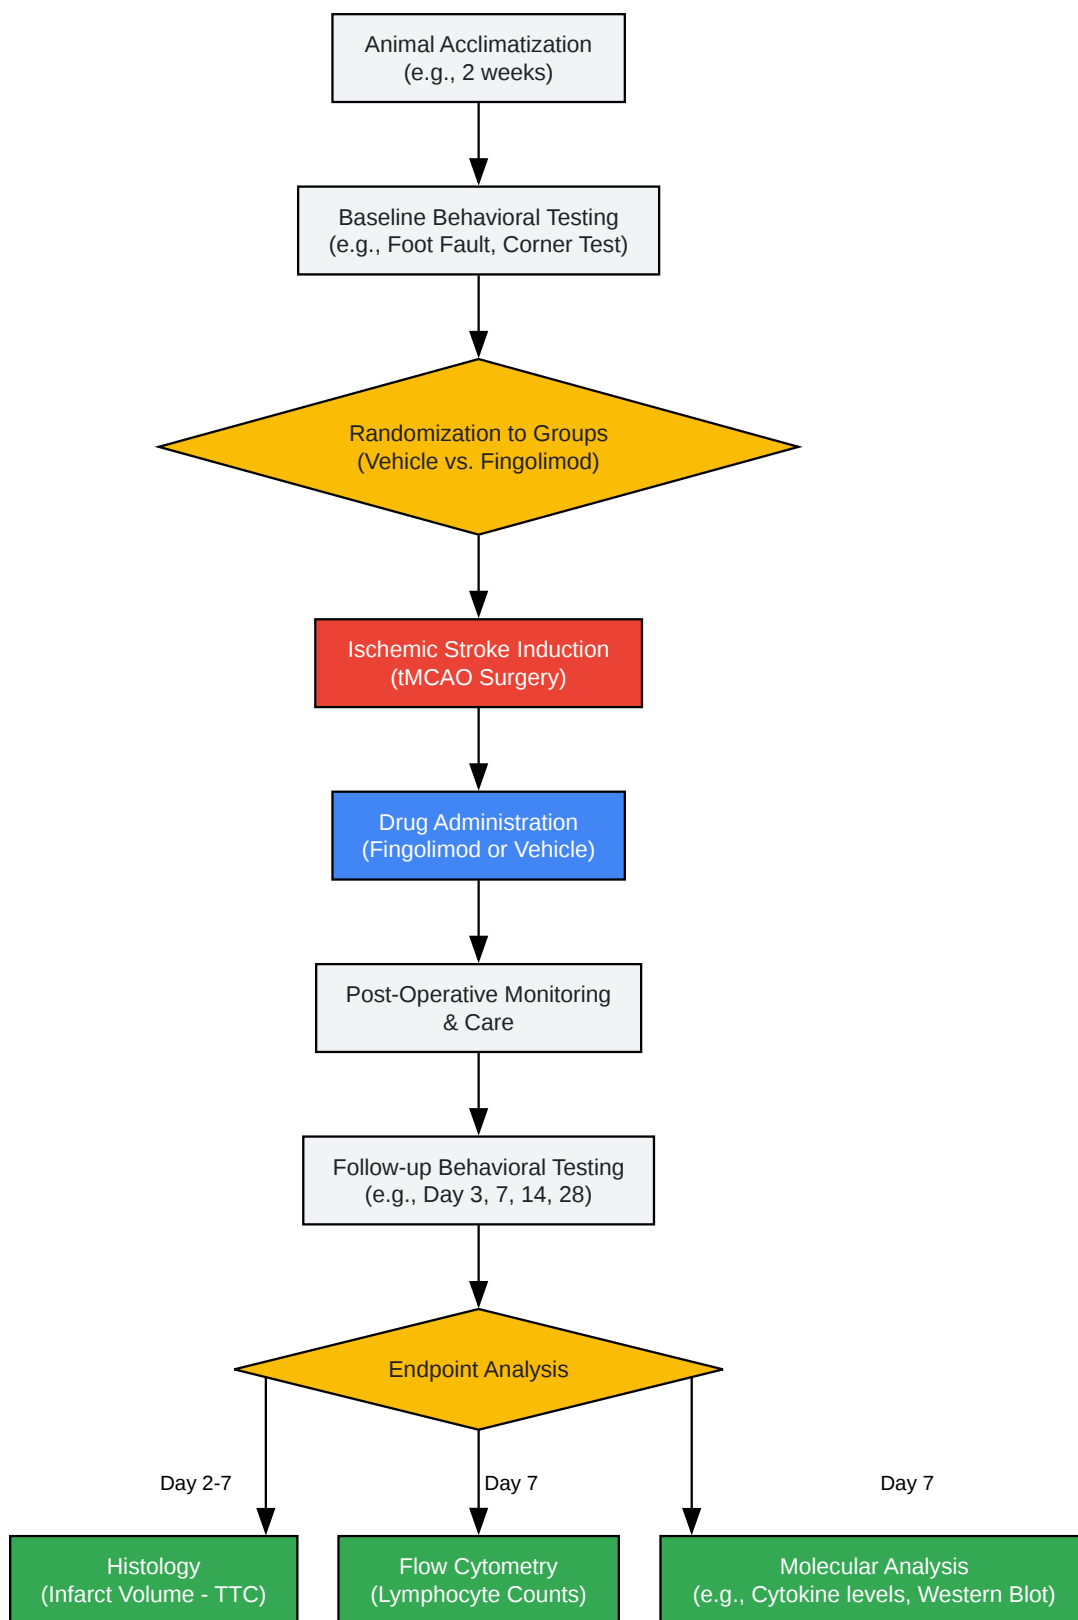 Animal Acclimatization
(e.g., 2 weeks)
Baseline Behavioral Testing
(e.g., Foot Fault, Corner Test)
Randomization to Groups
(Vehicle vs. Fingolimod)
Ischemic Stroke Induction
(tMCAO Surgery)
Drug Administration
(Fingolimod or Vehicle)
Post-Operative Monitoring
& Care
Follow-up Behavioral Testing
(e.g., Day 3, 7, 14, 28)
Endpoint Analysis
Day 2-7
Day 7
Day 7
Histology
(Infarct Volume - TTC)
Flow Cytometry
(Lymphocyte Counts)
Molecular Analysis
(e.g., Cytokine levels, Western Blot)